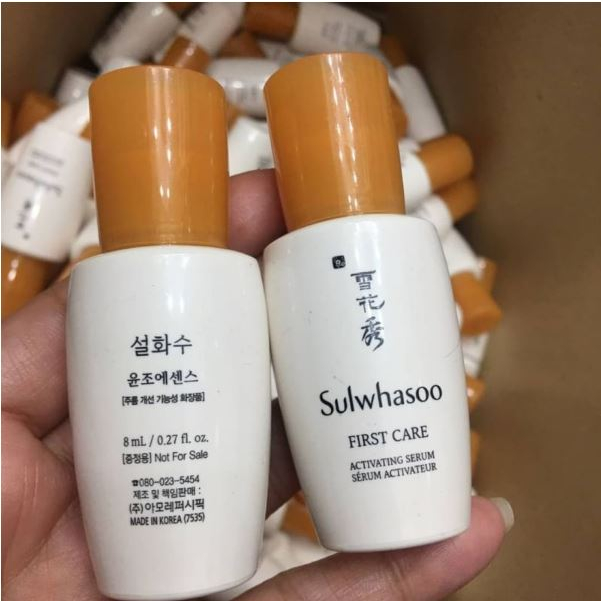 설화수
윤조에센스
[주름 개선 기능성 화장품]
8 mL / 0.27 fl. oz.
[증정용] Not For Sale
☎080-023-5454
제조 및 책임판매 :
(주) 아모레퍼시픽
MADE IN KOREA (7535)
雪
花
秀
Sulwhasoo
FIRST CARE
ACTIVATING SERUM
SÉRUM ACTIVATEUR